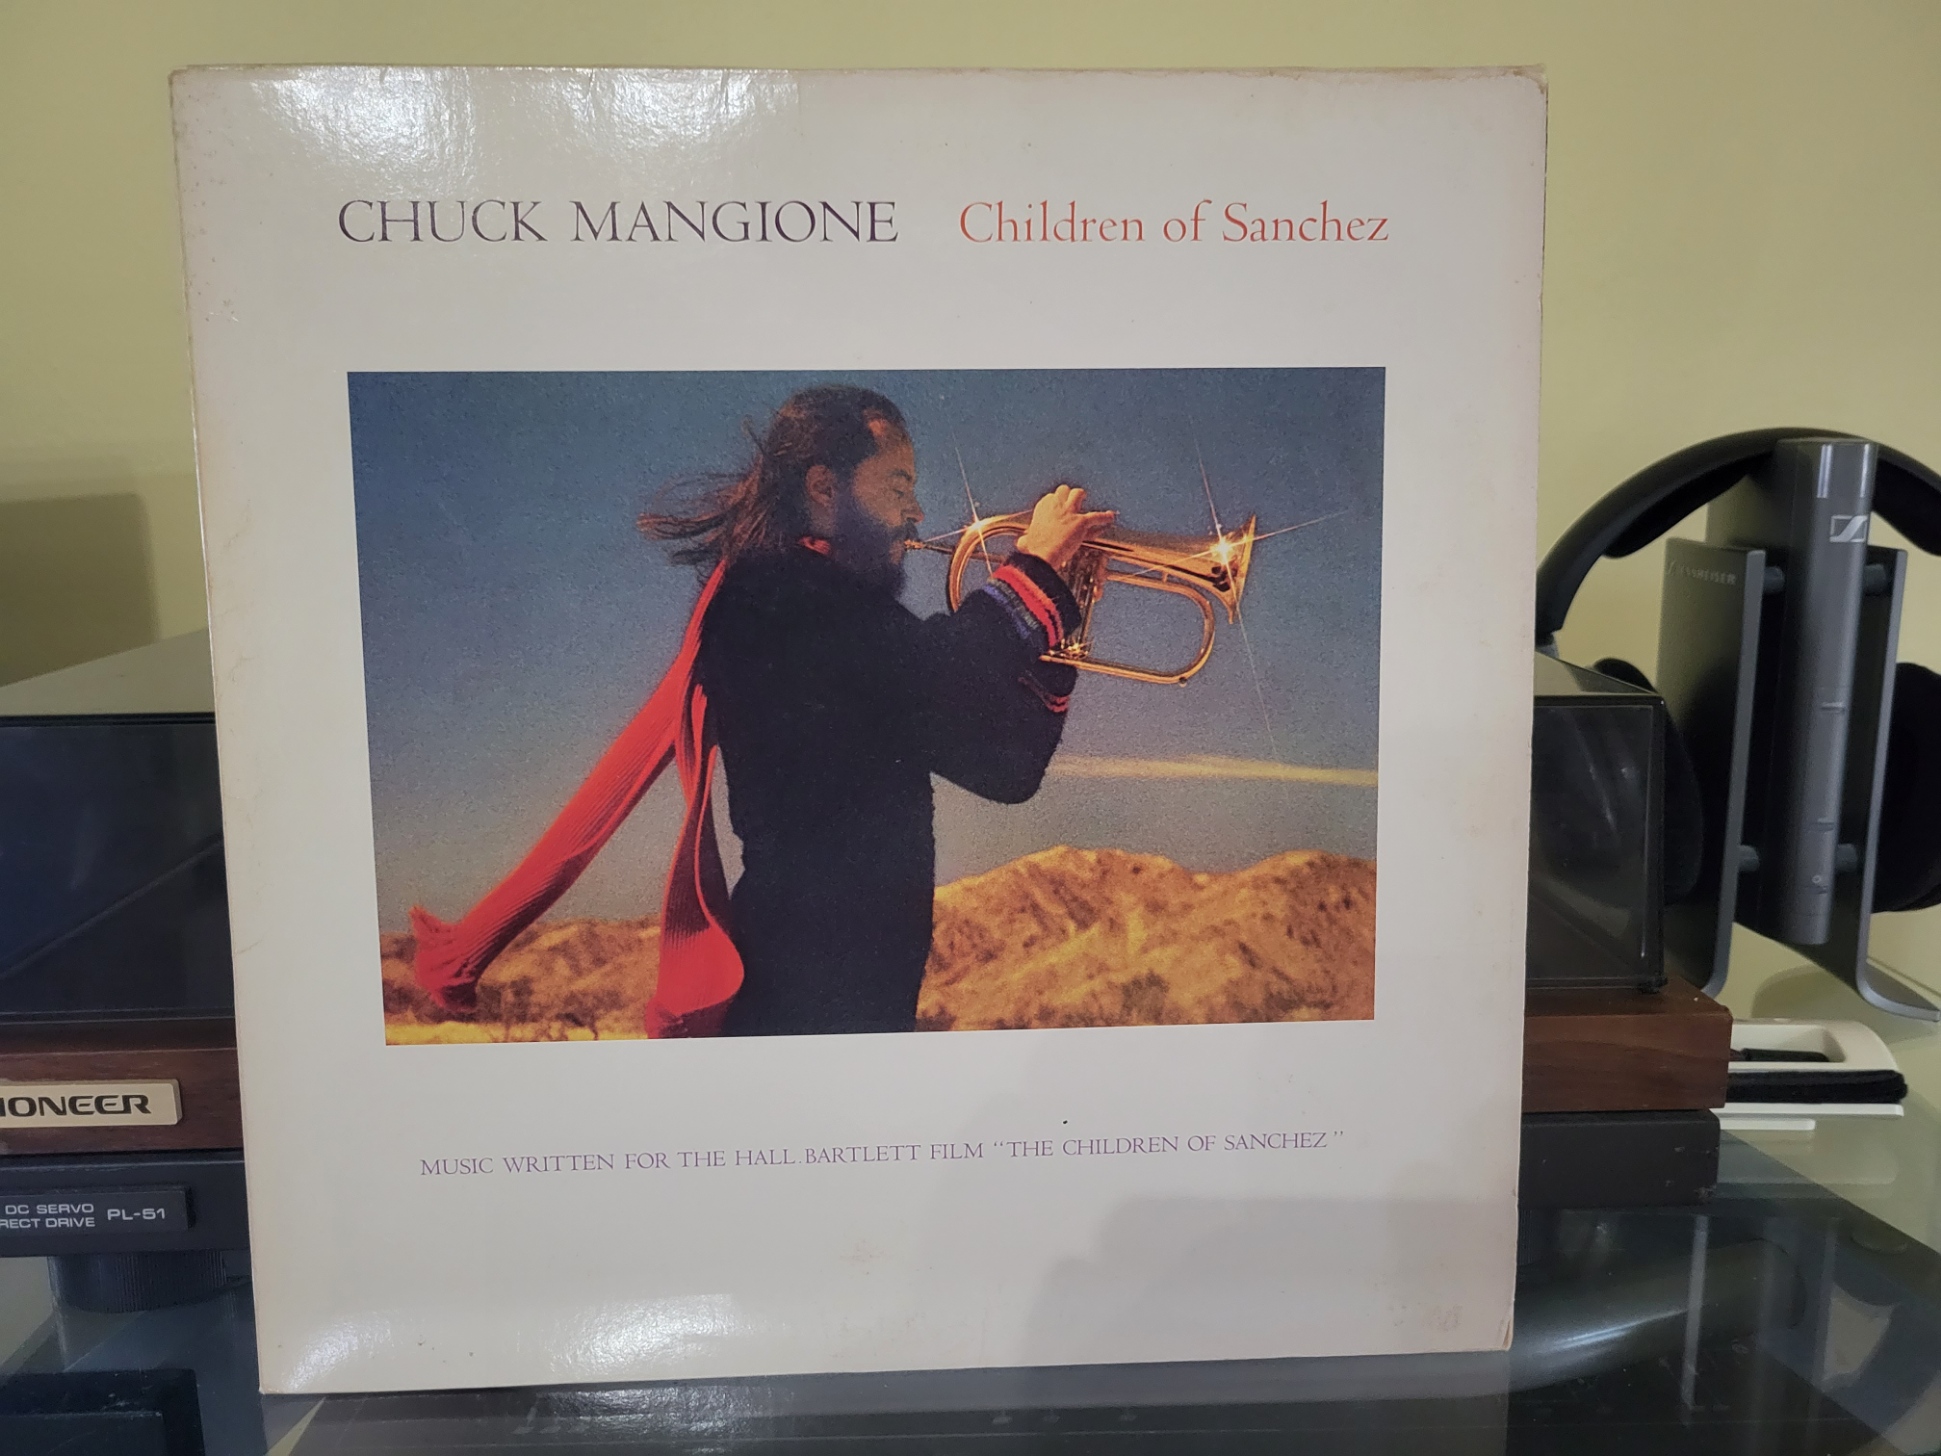 CHUCK MANGIONE Children of Sanchez
MUSIC WRITTEN FOR THE HALL BARTLETT FILM “THE CHILDREN OF SANCHEZ”
SENNHEISER
IONEER
DC SERVO
RECT DRIVE PL-51